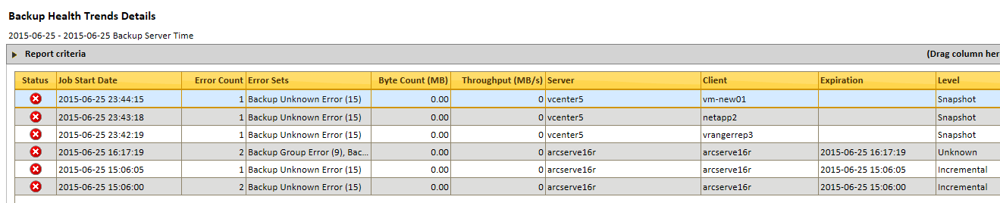 Backup Health Trends Details
2015-06-25 - 2015-06-25 Backup Server Time
Report criteria (Drag column her
Status Job Start Date Error Count Error Sets Byte Count (MB) Throughput (MB/s) Server Client Expiration Level
2015-06-25 23:44:15 1 Backup Unknown Error (15) 0.00 0 vcenter5 vm-new01 Snapshot
2015-06-25 23:43:18 1 Backup Unknown Error (15) 0.00 0 vcenter5 netapp2 Snapshot
2015-06-25 23:42:19 1 Backup Unknown Error (15) 0.00 0 vcenter5 vrangerrep3 Snapshot
2015-06-25 16:17:19 2 Backup Group Error (9), Bac... 0.00 0 arcserve16r arcserve16r 2015-06-25 16:17:19 Unknown
2015-06-25 15:06:05 1 Backup Unknown Error (15) 0.00 0 arcserve16r arcserve16r 2015-06-25 15:06:05 Incremental
2015-06-25 15:06:00 2 Backup Unknown Error (15) 0.00 0 arcserve16r arcserve16r 2015-06-25 15:06:00 Incremental